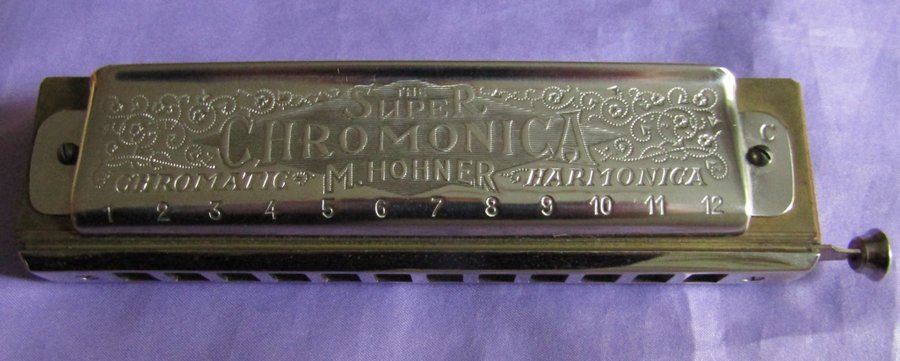 THE
SUPER
CHROMONICA
CHROMATIC M. HOHNER HARMONICA
C
1 2 3 4 5 6 7 8 9 10 11 12